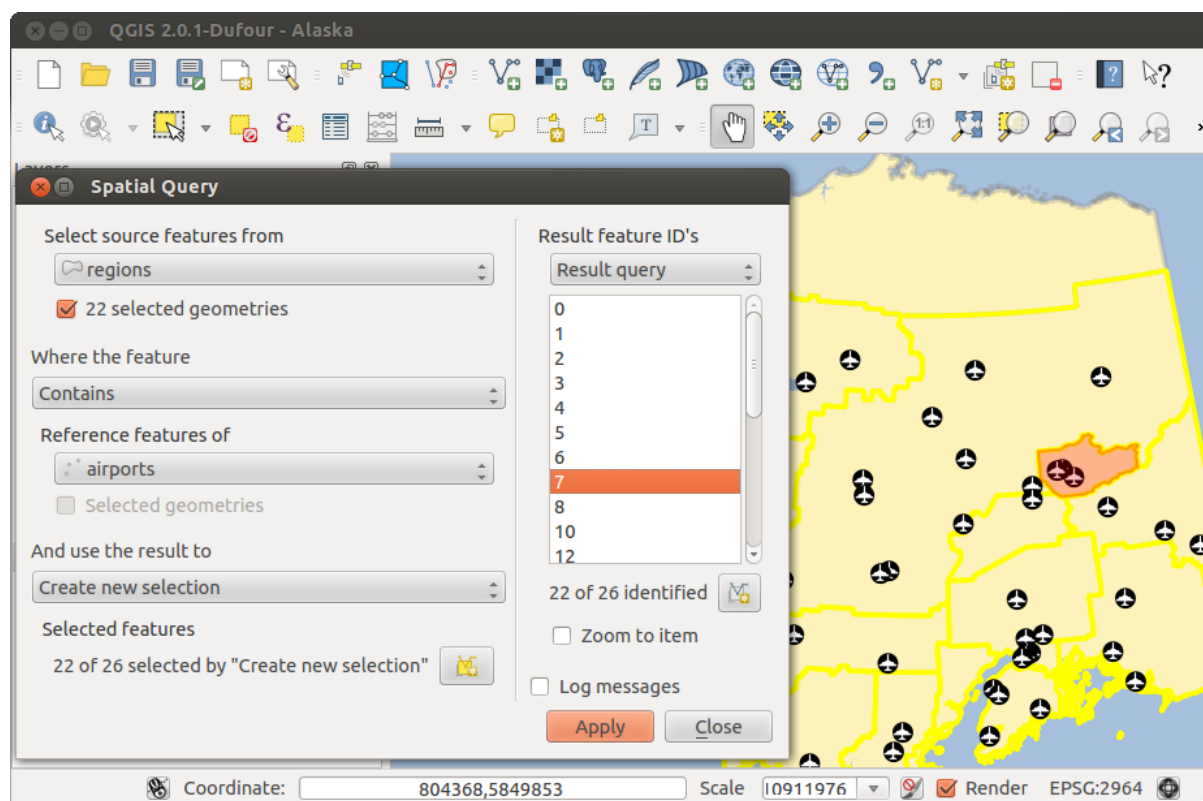 QGIS 2.0.1-Dufour - Alaska
1:1
T
?
?
Layers
Spatial Query
Select source features from
regions
22 selected geometries
Where the feature
Contains
Reference features of
airports
Selected geometries
And use the result to
Create new selection
Selected features
22 of 26 selected by "Create new selection"
Result feature ID's
Result query
0
1
2
3
4
5
6
7
8
10
12
22 of 26 identified
Zoom to item
Log messages
Apply
Close
Coordinate: 804368,5849853 Scale 10911976 Render EPSG:2964